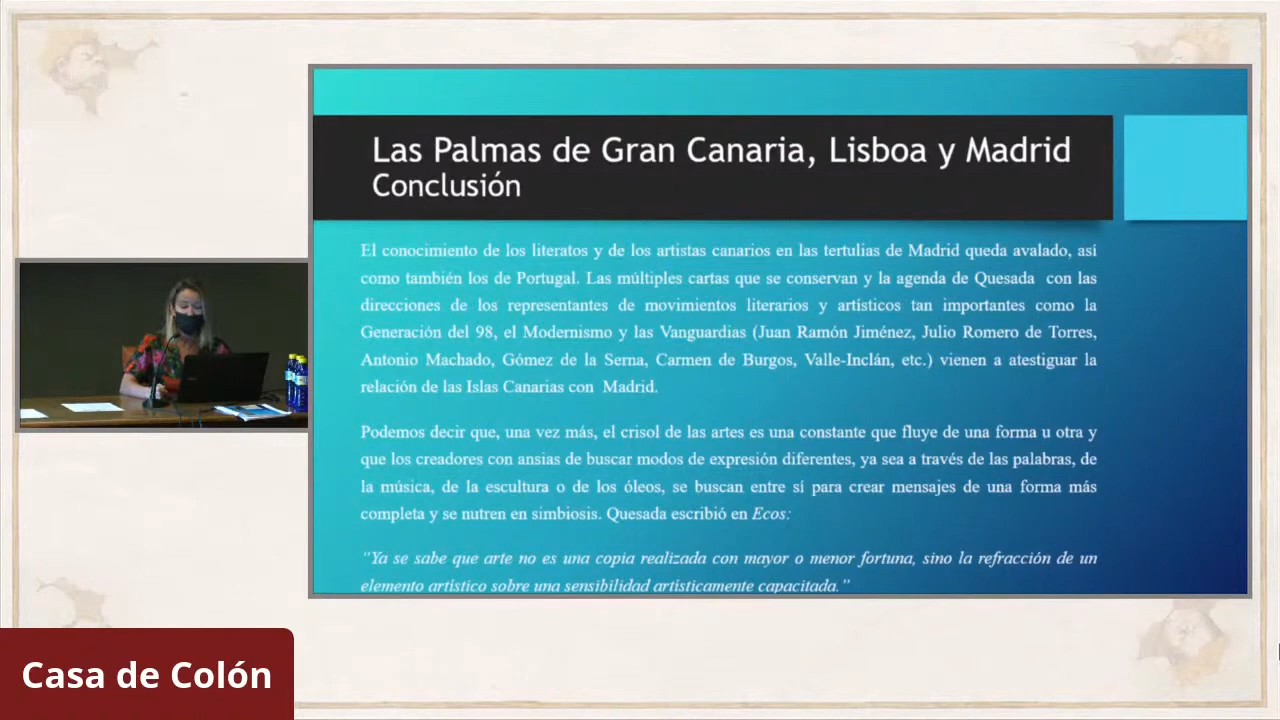 Las Palmas de Gran Canaria, Lisboa y Madrid
Conclusión
El conocimiento de los literatos y de los artistas canarios en las tertulias de Madrid queda avalado, así
como también los de Portugal. Las múltiples cartas que se conservan y la agenda de Quesada con las
direcciones de los representantes de movimientos literarios y artísticos tan importantes como la
Generación del 98, el Modernismo y las Vanguardias (Juan Ramón Jiménez, Julio Romero de Torres,
Antonio Machado, Gómez de la Serna, Carmen de Burgos, Valle-Inclán, etc.) vienen a atestiguar la
relación de las Islas Canarias con Madrid.
Podemos decir que, una vez más, el crisol de las artes es una constante que fluye de una forma u otra y
que los creadores con ansias de buscar modos de expresión diferentes, ya sea a través de las palabras, de
la música, de la escultura o de los óleos, se buscan entre sí para crear mensajes de una forma más
completa y se nutren en simbiosis. Quesada escribió en Ecos:
"Ya se sabe que arte no es una copia realizada con mayor o menor fortuna, sino la refracción de un
elemento artístico sobre una sensibilidad artísticamente capacitada."
Casa de Colón